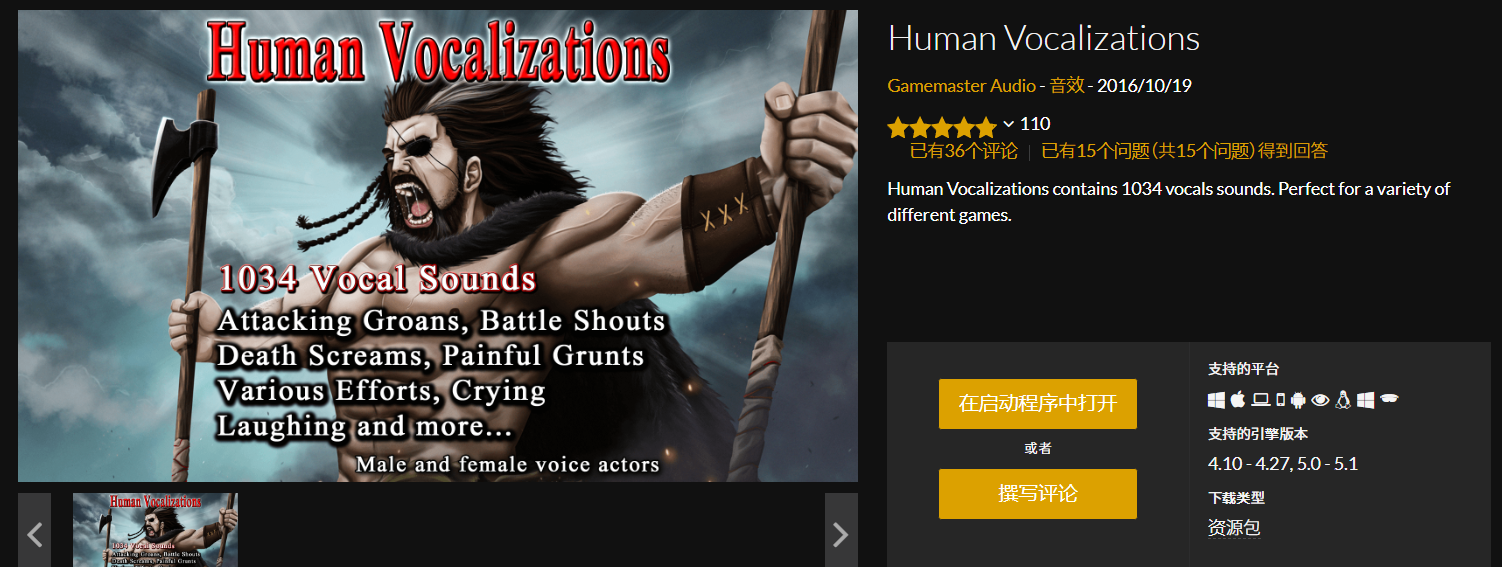 Human Vocalizations
1034 Vocal Sounds
Attacking Groans, Battle Shouts
Death Screams, Painful Grunts
Various Efforts, Crying
Laughing and more...
Male and female voice actors
Human Vocalizations
1034 Vocal Sounds
Attacking Groans, Battle Shouts
Death Screams, Painful Grunts
Human Vocalizations
Gamemaster Audio - 音效 - 2016/10/19
110
已有36个评论 | 已有15个问题（共15个问题）得到回答
Human Vocalizations contains 1034 vocals sounds. Perfect for a variety of
different games.
在启动程序中打开
或者
撰写评论
支持的平台
支持的引擎版本
4.10 - 4.27, 5.0 - 5.1
下载类型
资源包